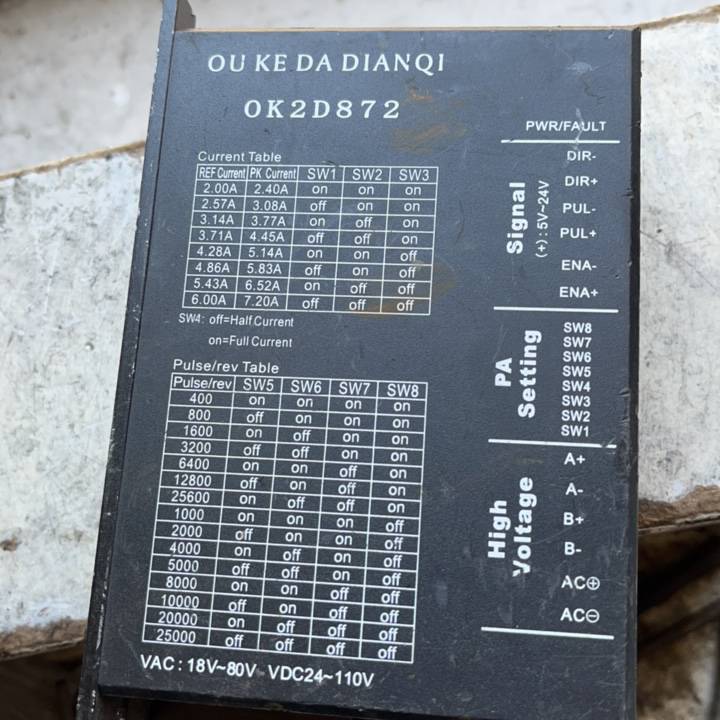 OU KE DA DIANQI
OK2D872
Current Table
REF Current PK Current SW1 SW2 SW3
2.00A 2.40A on on on
2.57A 3.08A off on on
3.14A 3.77A on off on
3.71A 4.45A off off on
4.28A 5.14A on on off
4.86A 5.83A off on off
5.43A 6.52A on off off
6.00A 7.20A off off off
SW4: off=Half Current
on=Full Current
Pulse/rev Table
Pulse/rev SW5 SW6 SW7 SW8
400 on on on on
800 off on on on
1600 on off on on
3200 off off on on
6400 on on off on
12800 off on off on
25600 on off off on
1000 on on on off
2000 off on on off
4000 on off on off
5000 off off on off
8000 on on off off
10000 off on off off
20000 on off off off
25000 off off off off
VAC: 18V~80V VDC24~110V
PWR/FAULT
Signal
(+): 5V~24V
DIR-
DIR+
PUL-
PUL+
ENA-
ENA+
PA
Setting
SW8
SW7
SW6
SW5
SW4
SW3
SW2
SW1
High
Voltage
A+
A-
B+
B-
AC⊕
AC⊖